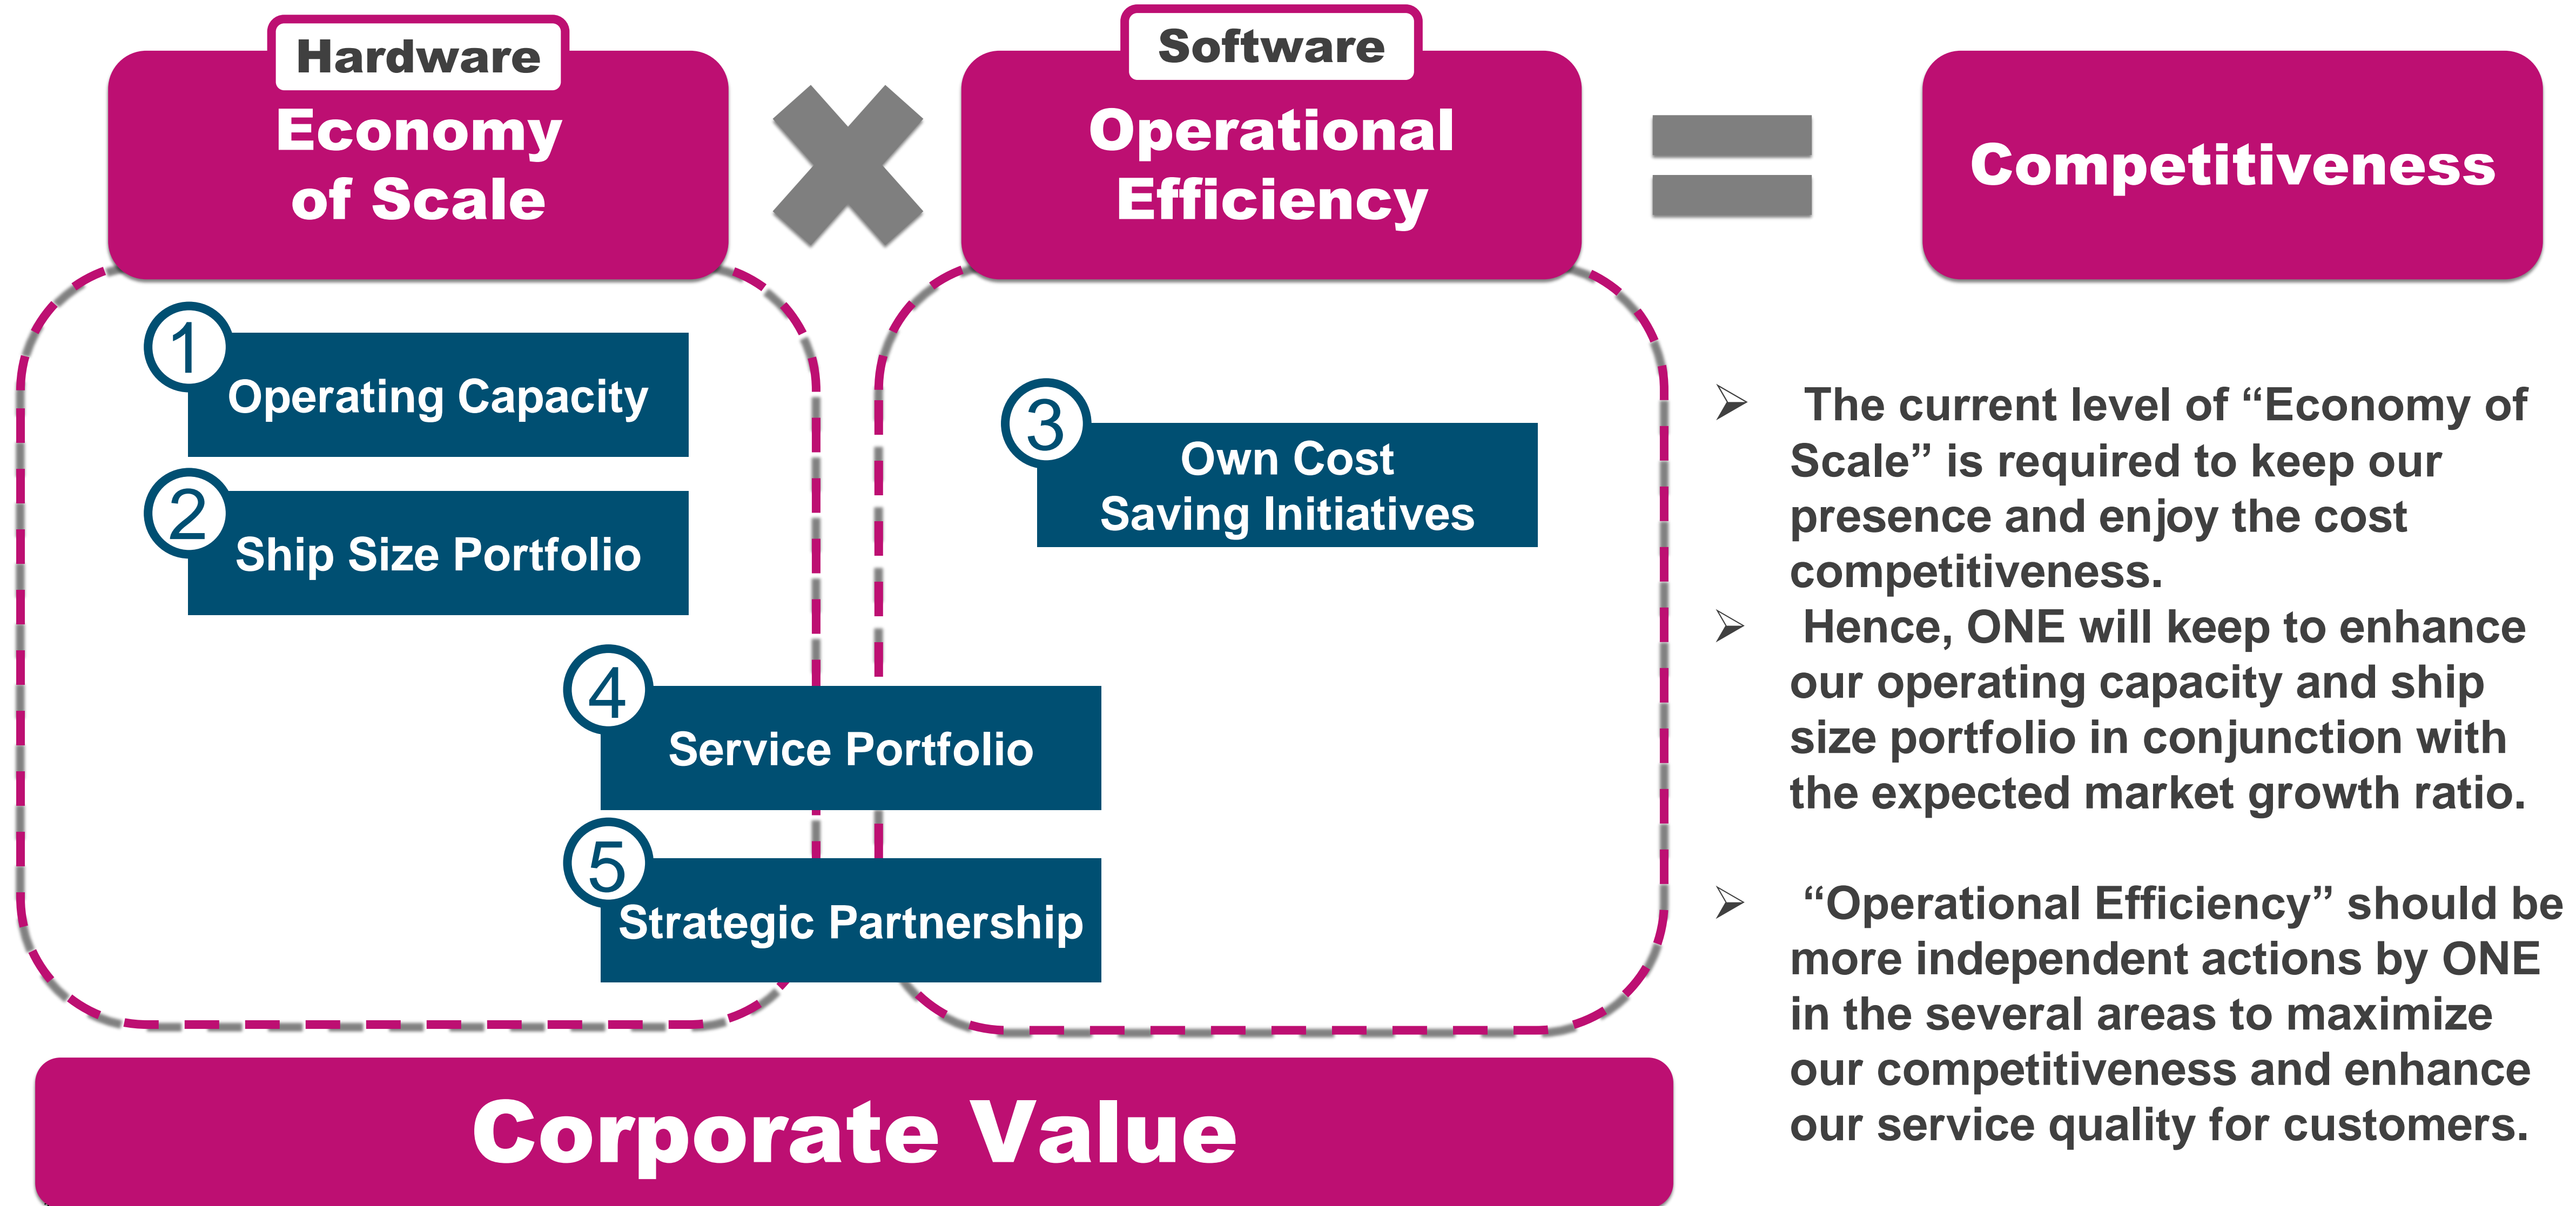 Hardware
Economy
of Scale
Software
Operational
Efficiency
Competitiveness
1
Operating Capacity
2
Ship Size Portfolio
3
Own Cost
Saving Initiatives
4
Service Portfolio
5
Strategic Partnership
Corporate Value
➢ The current level of “Economy of
Scale” is required to keep our
presence and enjoy the cost
competitiveness.
➢ Hence, ONE will keep to enhance
our operating capacity and ship
size portfolio in conjunction with
the expected market growth ratio.
➢ “Operational Efficiency” should be
more independent actions by ONE
in the several areas to maximize
our competitiveness and enhance
our service quality for customers.